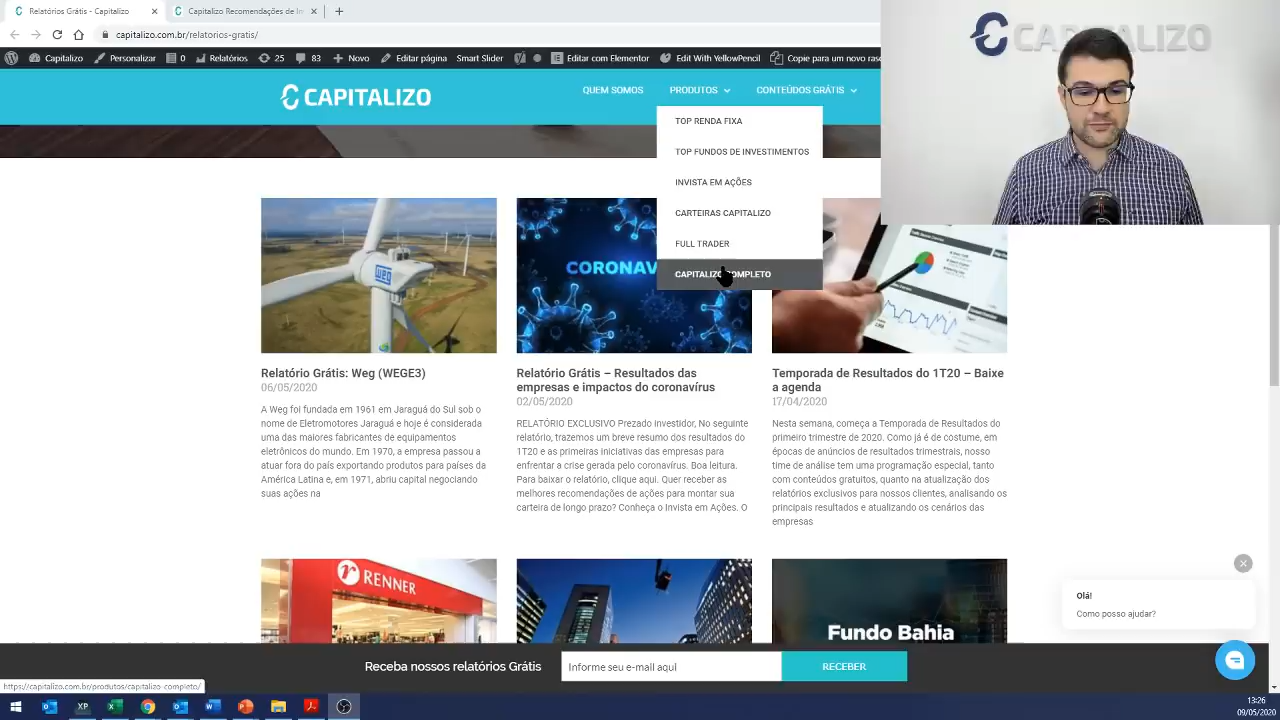 Relatórios Grátis - Capitalizo
Capitalizo Recomendações de In
capitalizo.com.br/relatorios-gratis/
Capitalizo
Personalizar
0
Relatórios
25
83
Novo
Editar página
Smart Slider
Editar com Elementor
Edit With YellowPencil
Copie para um novo rasc
CAPITALIZO
CAPITALIZO
QUEM SOMOS
PRODUTOS
CONTEÚDOS GRÁTIS
TOP RENDA FIXA
TOP FUNDOS DE INVESTIMENTOS
INVISTA EM AÇÕES
CARTEIRAS CAPITALIZO
FULL TRADER
CAPITALIZO COMPLETO
WEG
CORONAV
Relatório Grátis: Weg (WEGE3)
06/05/2020
A Weg foi fundada em 1961 em Jaraguá do Sul sob o
nome de Eletromotores Jaraguá e hoje é considerada
uma das maiores fabricantes de equipamentos
eletrônicos do mundo. Em 1970, a empresa passou a
atuar fora do país exportando produtos para países da
América Latina e, em 1971, abriu capital negociando
suas ações na
Relatório Grátis – Resultados das
empresas e impactos do coronavírus
02/05/2020
RELATÓRIO EXCLUSIVO Prezado Investidor, No seguinte
relatório, trazemos um breve resumo dos resultados do
1T20 e as primeiras iniciativas das empresas para
enfrentar a crise gerada pelo coronavírus. Boa leitura.
Para baixar o relatório, clique aqui. Quer receber as
melhores recomendações de ações para montar sua
carteira de longo prazo? Conheça o Invista em Ações. O
Temporada de Resultados do 1T20 – Baixe
a agenda
17/04/2020
Nesta semana, começa a Temporada de Resultados do
primeiro trimestre de 2020. Como já é de costume, em
épocas de anúncios de resultados trimestrais, nosso
time de análise tem uma programação especial, tanto
com conteúdos gratuitos, quanto na atualização dos
relatórios exclusivos para nossos clientes, analisando os
principais resultados e atualizando os cenários das
empresas
RENNER
Fundo Bahia
Olá!
Como posso ajudar?
Receba nossos relatórios Grátis
Informe seu e-mail aqui
RECEBER
https://capitalizo.com.br/produtos/capitalizo-completo/
XP
13:26
09/05/2020